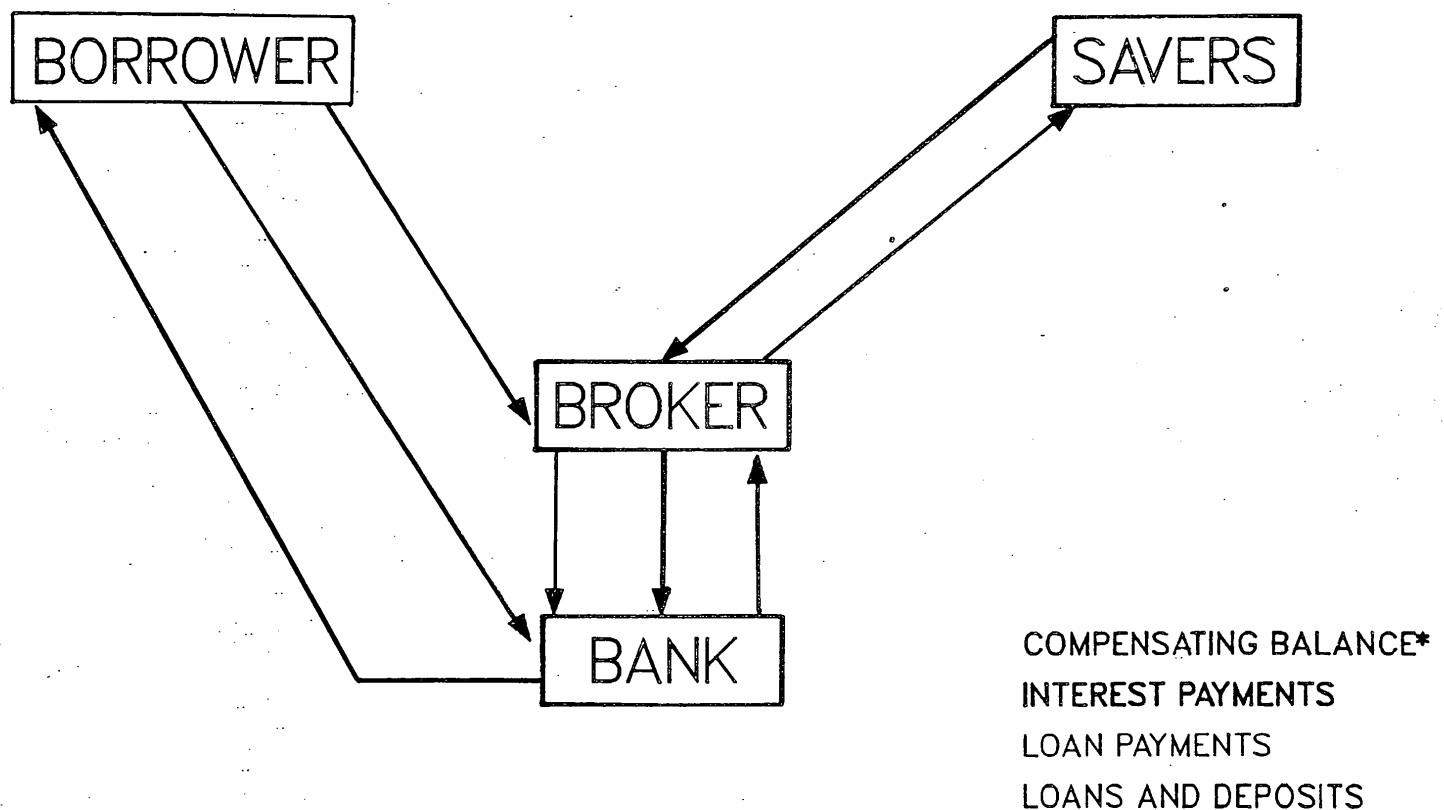 BORROWER
SAVERS
BROKER
BANK
COMPENSATING BALANCE*
INTEREST PAYMENTS
LOAN PAYMENTS
LOANS AND DEPOSITS